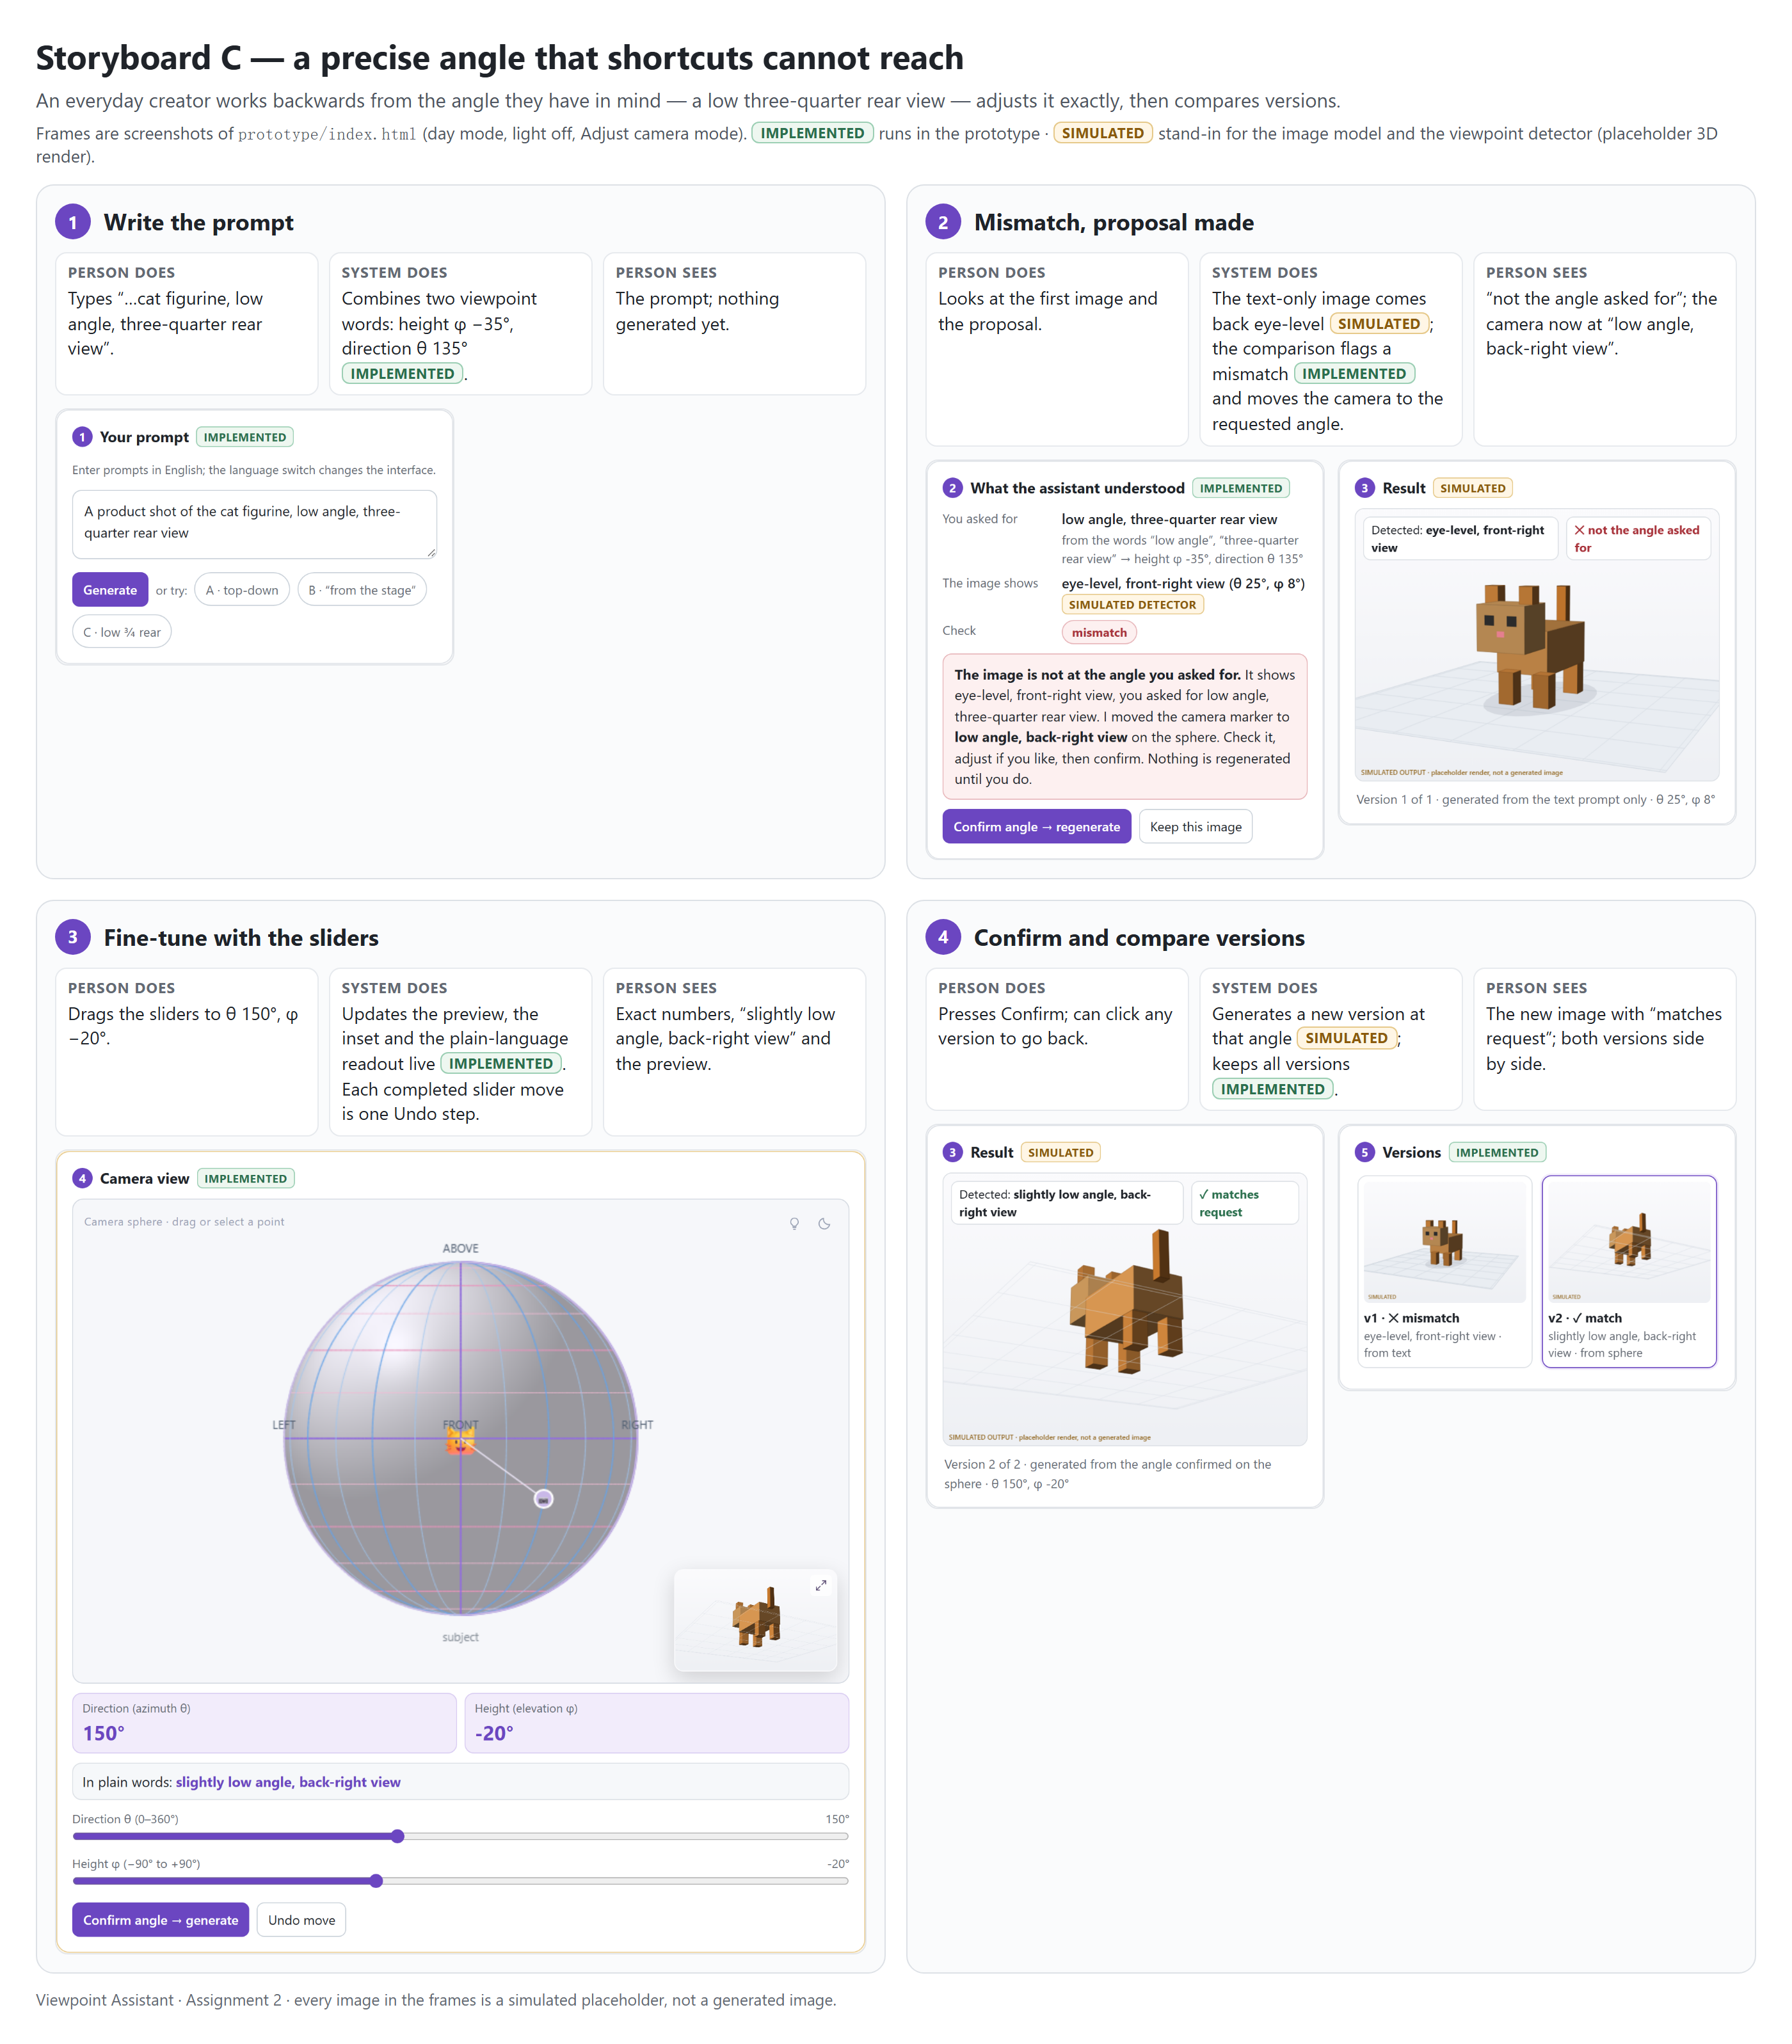 Storyboard C — a precise angle that shortcuts cannot reach
An everyday creator works backwards from the angle they have in mind — a low three-quarter rear view — adjusts it exactly, then compares versions.
Frames are screenshots of prototype/index.html (day mode, light off, Adjust camera mode). IMPLEMENTED runs in the prototype · SIMULATED stand-in for the image model and the viewpoint detector (placeholder 3D
render).
1 Write the prompt
PERSON DOES
Types “…cat figurine, low
angle, three-quarter rear
view”.
SYSTEM DOES
Combines two viewpoint
words: height φ −35°,
direction θ 135°
IMPLEMENTED.
PERSON SEES
The prompt; nothing
generated yet.
1 Your prompt IMPLEMENTED
Enter prompts in English; the language switch changes the interface.
A product shot of the cat figurine, low angle, three-
quarter rear view
Generate or try: A · top-down B · “from the stage”
C · low ¾ rear
2 Mismatch, proposal made
PERSON DOES
Looks at the first image and
the proposal.
SYSTEM DOES
The text-only image comes
back eye-level SIMULATED;
the comparison flags a
mismatch IMPLEMENTED
and moves the camera to the
requested angle.
PERSON SEES
“not the angle asked for”; the
camera now at “low angle,
back-right view”.
2 What the assistant understood IMPLEMENTED
You asked for low angle, three-quarter rear view
from the words “low angle”, “three-quarter
rear view” → height φ -35°, direction θ 135°
The image shows eye-level, front-right view (θ 25°, φ 8°)
SIMULATED DETECTOR
Check mismatch
The image is not at the angle you asked for. It shows
eye-level, front-right view, you asked for low angle,
three-quarter rear view. I moved the camera marker to
low angle, back-right view on the sphere. Check it,
adjust if you like, then confirm. Nothing is regenerated
until you do.
Confirm angle → regenerate Keep this image
3 Result SIMULATED
Detected: eye-level, front-right
view
✕ not the angle asked
for
SIMULATED OUTPUT · placeholder render, not a generated image
Version 1 of 1 · generated from the text prompt only · θ 25°, φ 8°
3 Fine-tune with the sliders
PERSON DOES
Drags the sliders to θ 150°, φ
−20°.
SYSTEM DOES
Updates the preview, the
inset and the plain-language
readout live IMPLEMENTED.
Each completed slider move
is one Undo step.
PERSON SEES
Exact numbers, “slightly low
angle, back-right view” and
the preview.
4 Camera view IMPLEMENTED
Camera sphere · drag or select a point
ABOVE
LEFT FRONT RIGHT
subject
Direction (azimuth θ)
150°
Height (elevation φ)
-20°
In plain words: slightly low angle, back-right view
Direction θ (0–360°) 150°
Height φ (−90° to +90°) -20°
Confirm angle → generate Undo move
4 Confirm and compare versions
PERSON DOES
Presses Confirm; can click any
version to go back.
SYSTEM DOES
Generates a new version at
that angle SIMULATED;
keeps all versions
IMPLEMENTED.
PERSON SEES
The new image with “matches
request”; both versions side
by side.
3 Result SIMULATED
Detected: slightly low angle, back-
right view
✓ matches
request
SIMULATED OUTPUT · placeholder render, not a generated image
Version 2 of 2 · generated from the angle confirmed on the
sphere · θ 150°, φ -20°
5 Versions IMPLEMENTED
SIMULATED
v1 · ✕ mismatch
eye-level, front-right view ·
from text
SIMULATED
v2 · ✓ match
slightly low angle, back-right
view · from sphere
Viewpoint Assistant · Assignment 2 · every image in the frames is a simulated placeholder, not a generated image.